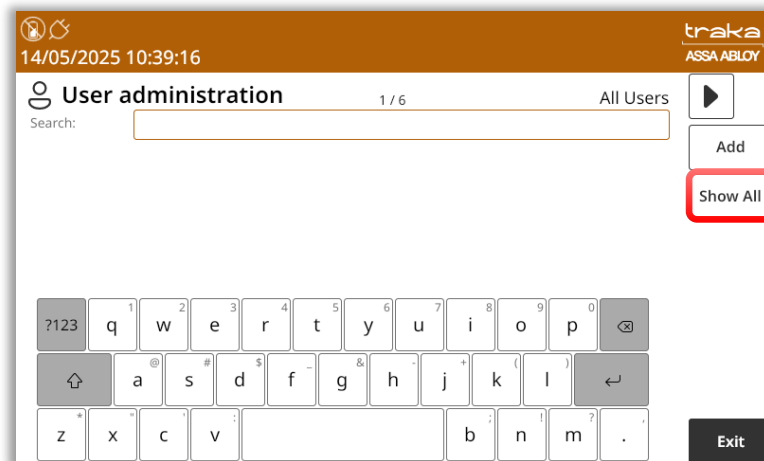 traka
14/05/2025 10:39:16
ASSA ABLOY
User administration
1 / 6
All Users
Search:
Add
Show All
?123
1 2 3 4 5 6 7 8 9 0
q w e r t y u i o p
@ # $ _ & - + ( )
a s d f g h j k l
* " ' : ; ! ? ,
z x c v b n m .
Exit